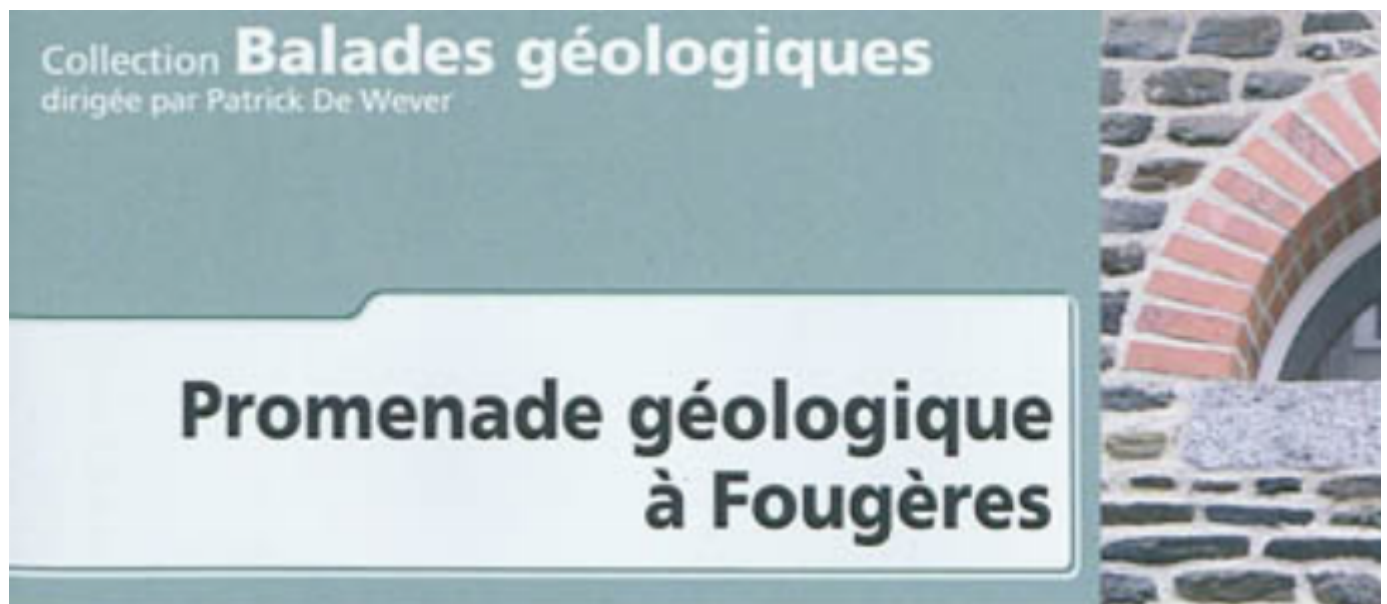 Collection Balades géologiques
dirigée par Patrick De Wever
Promenade géologique
à Fougères